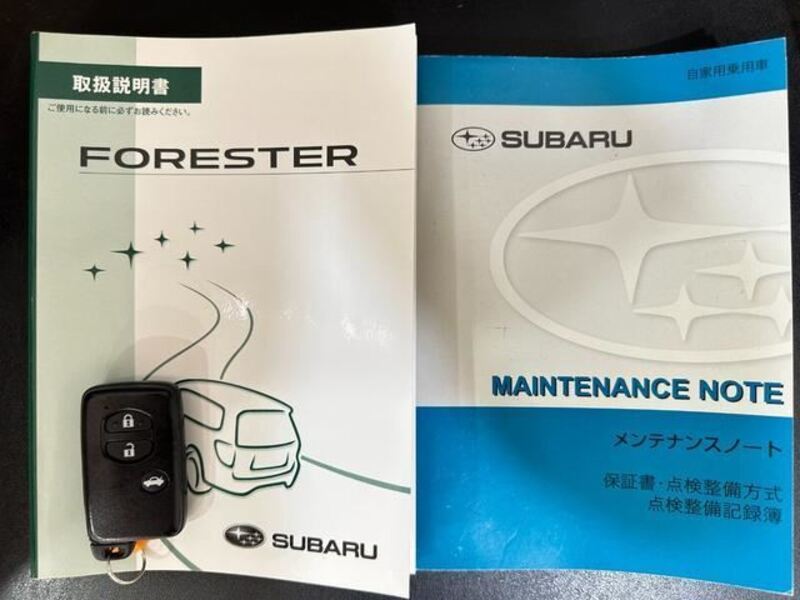 取扱説明書
ご使用になる前に必ずお読みください。
FORESTER
SUBARU
自家用乗用車
SUBARU
MAINTENANCE NOTE
メンテナンスノート
保証書・点検整備方式
点検整備記録簿